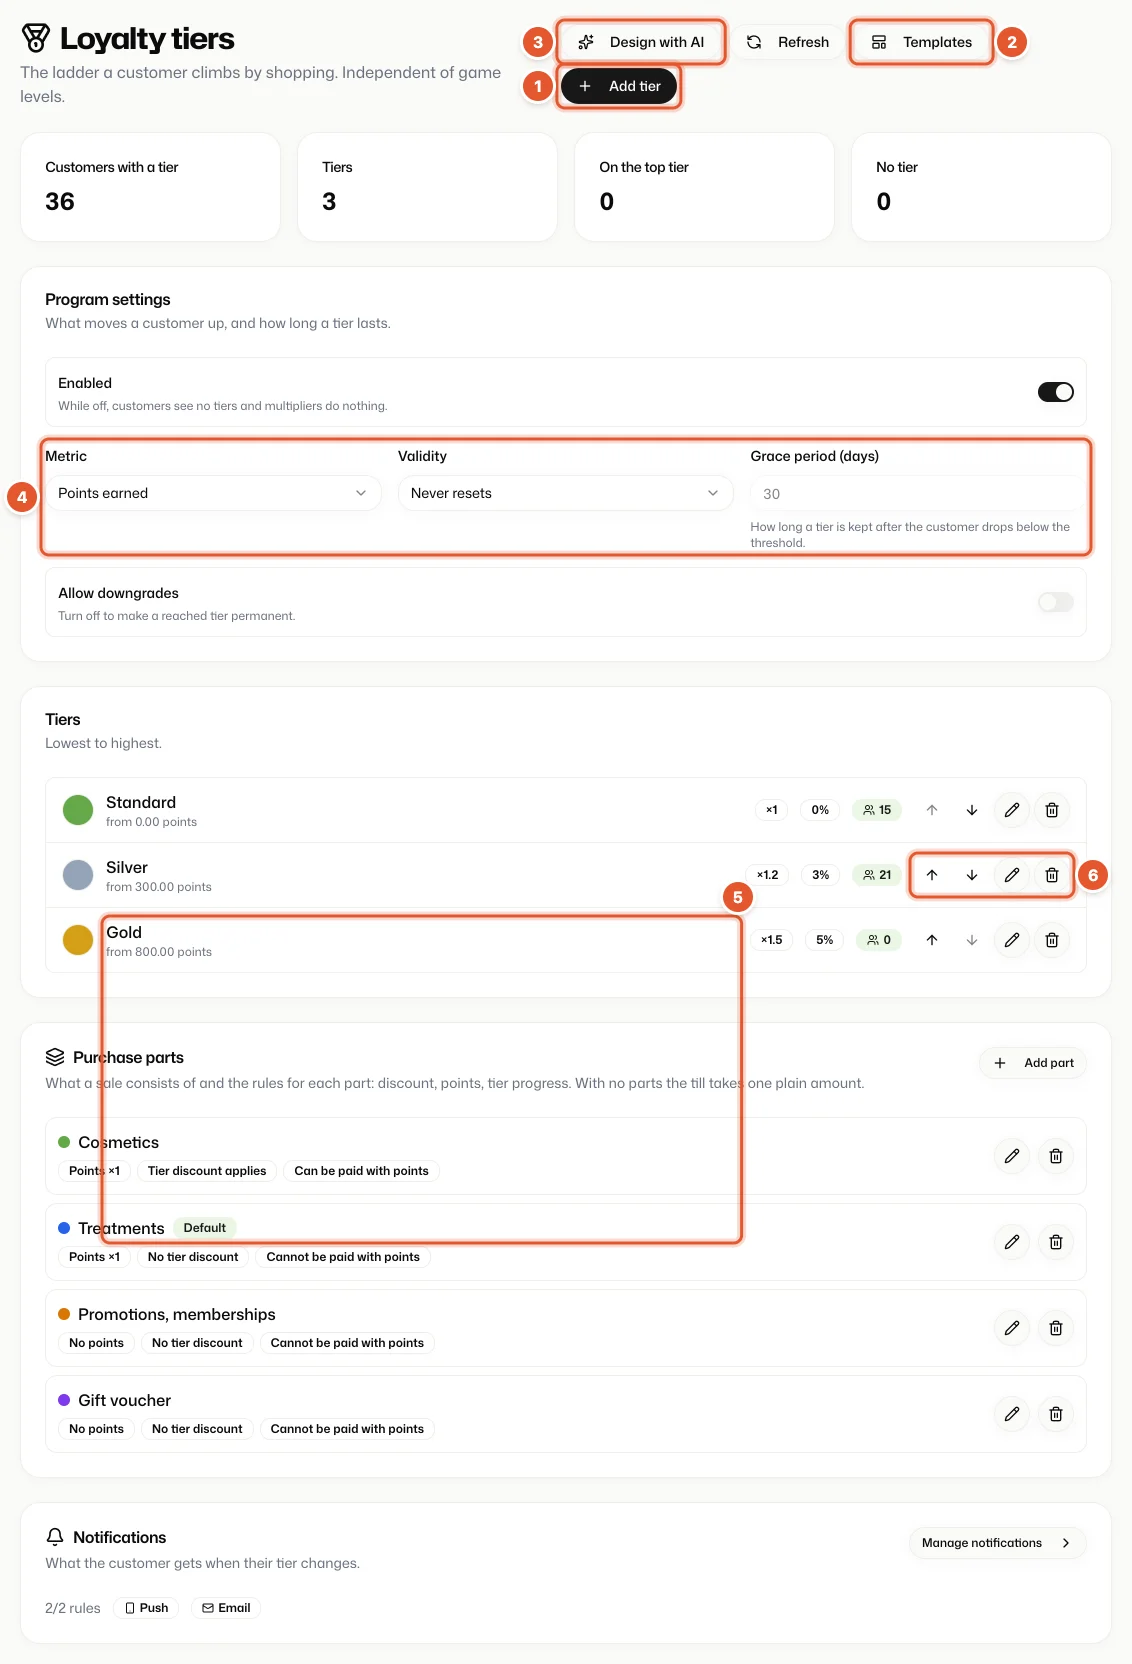 Loyalty tiers
The ladder a customer climbs by shopping. Independent of game
levels.
3
Design with AI
Refresh
Templates
2
1
Add tier
Customers with a tier
36
Tiers
3
On the top tier
0
No tier
0
Program settings
What moves a customer up, and how long a tier lasts.
Enabled
While off, customers see no tiers and multipliers do nothing.
4
Metric
Points earned
Validity
Never resets
Grace period (days)
30
How long a tier is kept after the customer drops below the
threshold.
Allow downgrades
Turn off to make a reached tier permanent.
Tiers
Lowest to highest.
Standard
from 0.00 points
×1
0%
15
Silver
from 300.00 points
×1.2
3%
21
6
5
Gold
from 800.00 points
×1.5
5%
0
Purchase parts
What a sale consists of and the rules for each part: discount, points, tier progress. With no parts the till takes one plain amount.
Add part
Cosmetics
Points ×1
Tier discount applies
Can be paid with points
Treatments
Default
Points ×1
No tier discount
Cannot be paid with points
Promotions, memberships
No points
No tier discount
Cannot be paid with points
Gift voucher
No points
No tier discount
Cannot be paid with points
Notifications
What the customer gets when their tier changes.
Manage notifications
2/2 rules
Push
Email